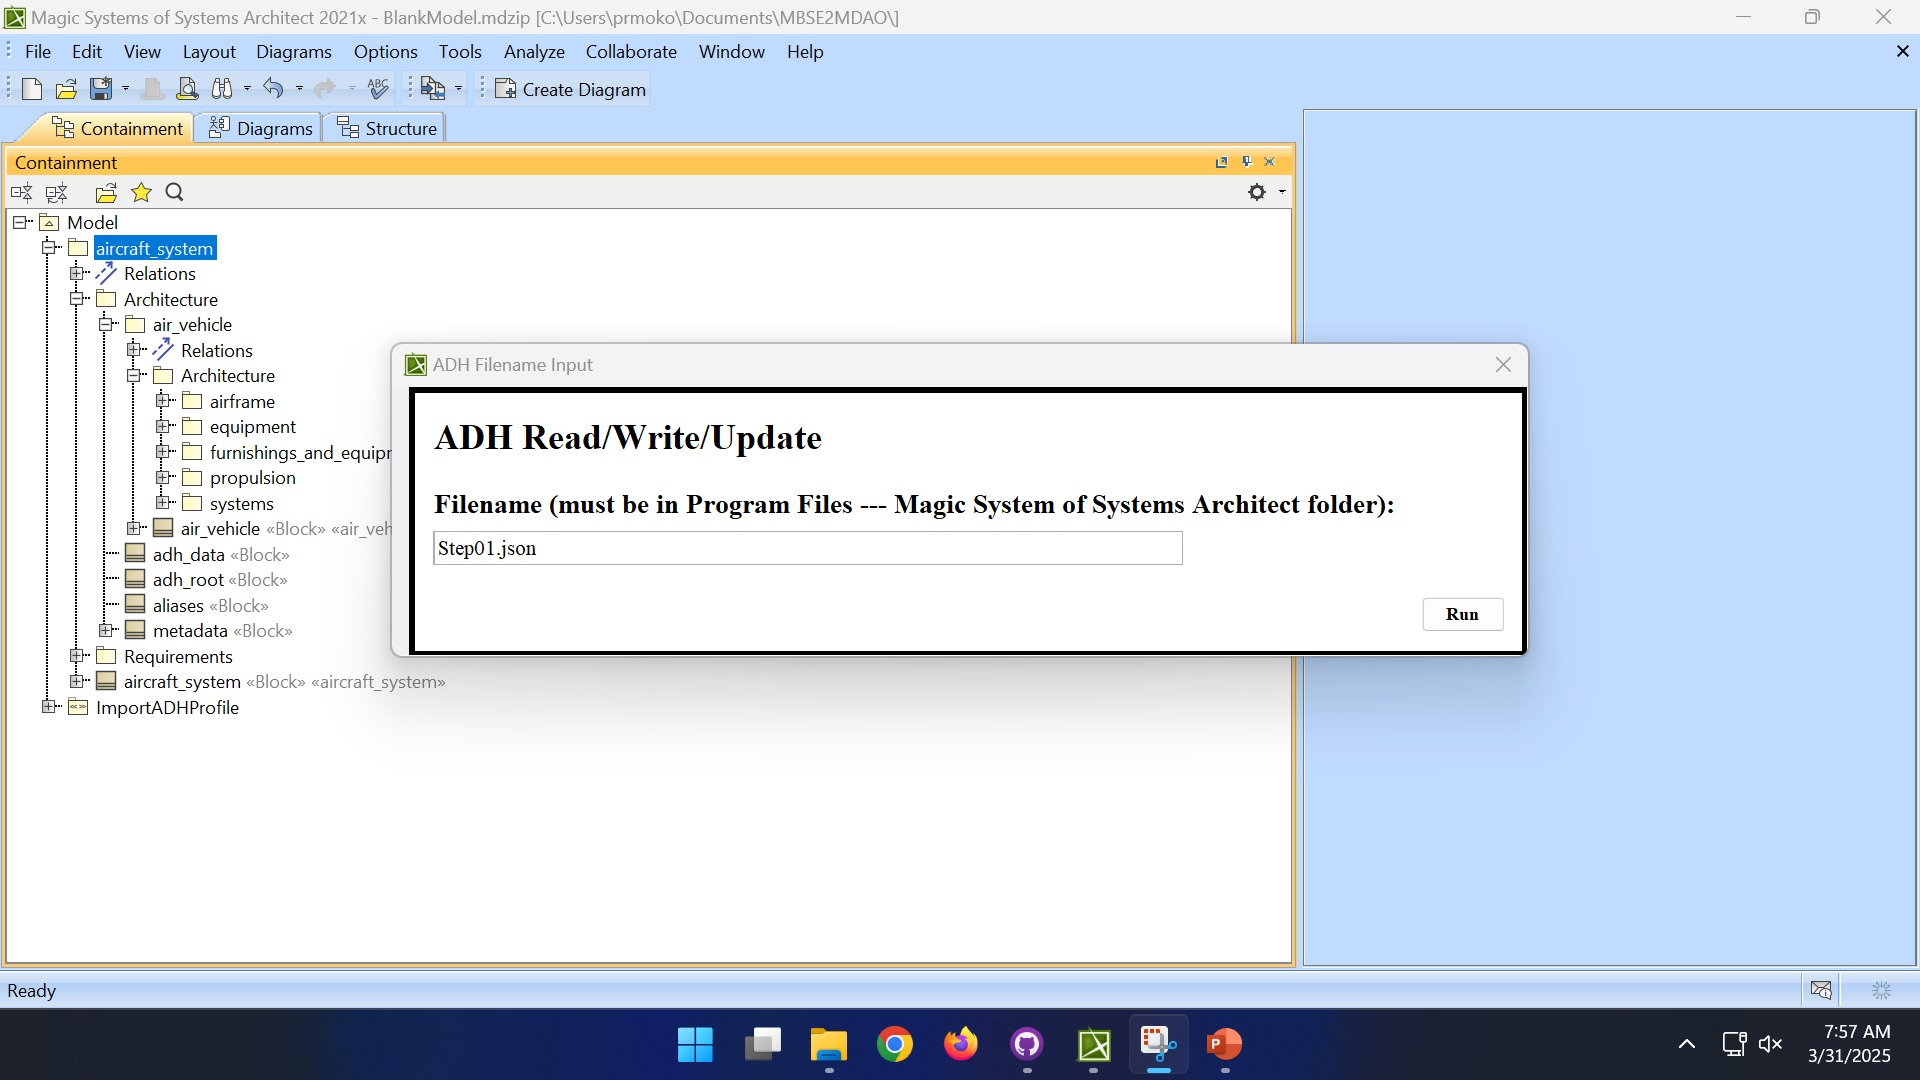 Magic Systems of Systems Architect 2021x - BlankModel.mdzip [C:\Users\prmoko\Documents\MBSE2MDAO\]
File Edit View Layout Diagrams Options Tools Analyze Collaborate Window Help
ABC Create Diagram
Containment Diagrams Structure
Containment
Model
aircraft_system
Relations
Architecture
air_vehicle
Relations
Architecture
airframe
equipment
furnishings_and_equipr
propulsion
systems
air_vehicle «Block» «air_veh
adh_data «Block»
adh_root «Block»
aliases «Block»
metadata «Block»
Requirements
aircraft_system «Block» «aircraft_system»
ImportADHProfile
ADH Filename Input
ADH Read/Write/Update
Filename (must be in Program Files --- Magic System of Systems Architect folder):
Step01.json
Run
Ready
P
7:57 AM
3/31/2025